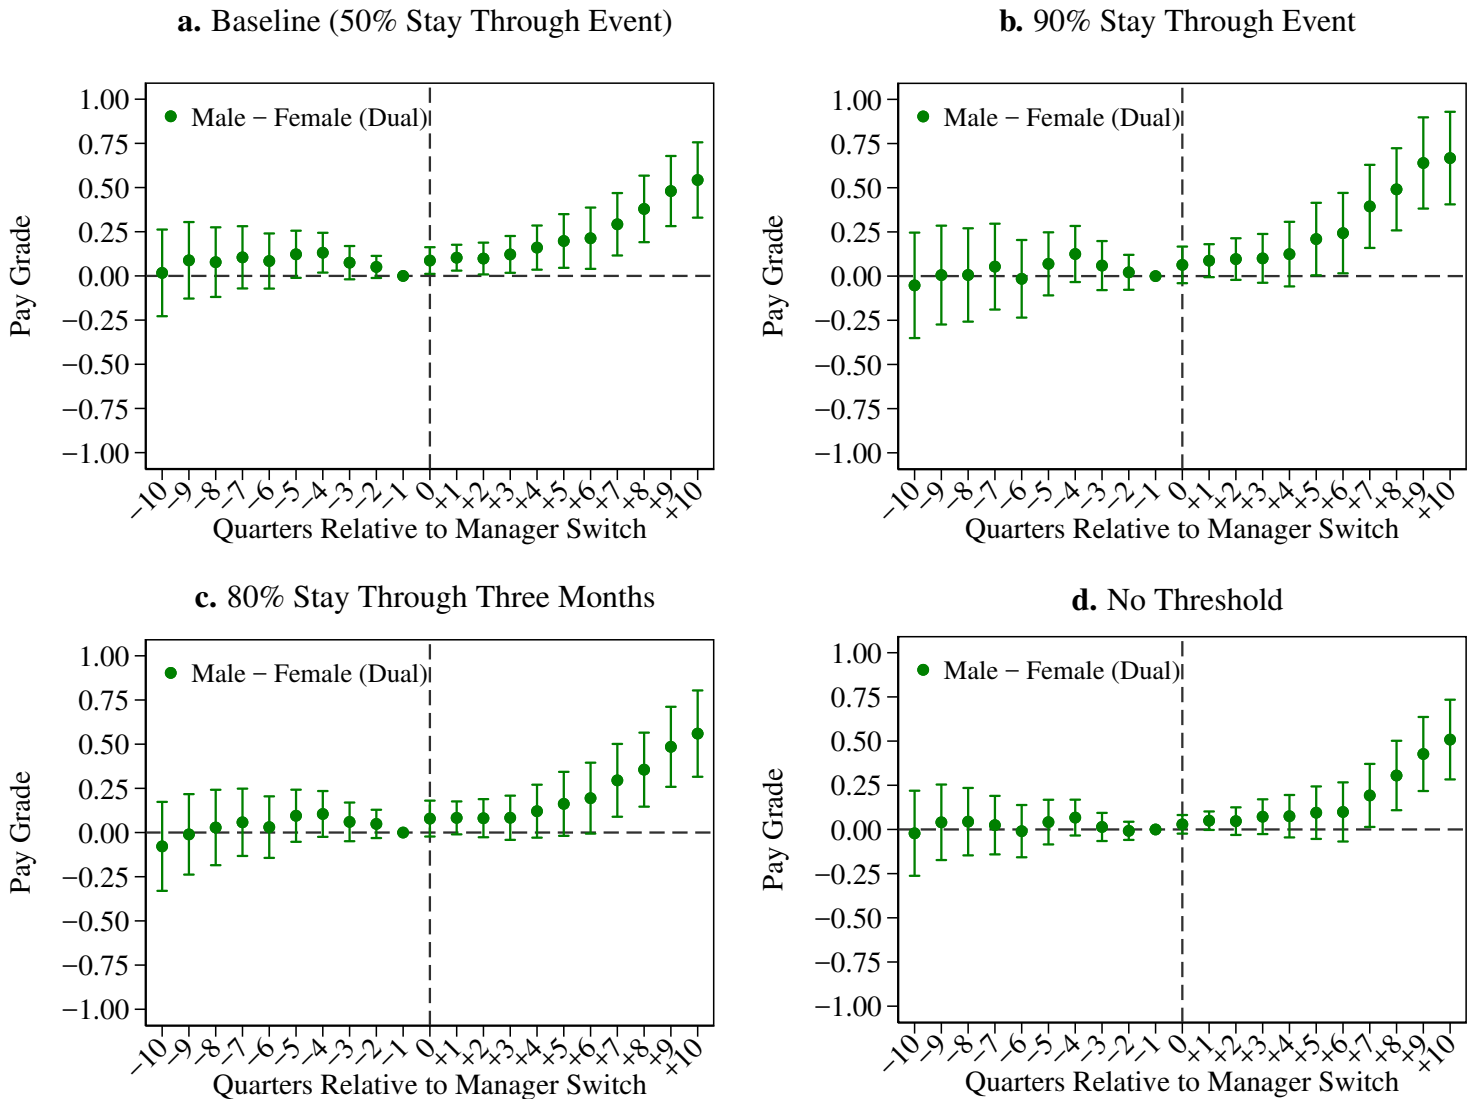 a. Baseline (50% Stay Through Event)
Male − Female (Dual)
1.00
0.75
0.50
0.25
0.00
−0.25
−0.50
−0.75
−1.00
Pay Grade
−10 −9 −8 −7 −6 −5 −4 −3 −2 −1 0 +1 +2 +3 +4 +5 +6 +7 +8 +9 +10
Quarters Relative to Manager Switch
b. 90% Stay Through Event
Male − Female (Dual)
1.00
0.75
0.50
0.25
0.00
−0.25
−0.50
−0.75
−1.00
Pay Grade
−10 −9 −8 −7 −6 −5 −4 −3 −2 −1 0 +1 +2 +3 +4 +5 +6 +7 +8 +9 +10
Quarters Relative to Manager Switch
c. 80% Stay Through Three Months
Male − Female (Dual)
1.00
0.75
0.50
0.25
0.00
−0.25
−0.50
−0.75
−1.00
Pay Grade
−10 −9 −8 −7 −6 −5 −4 −3 −2 −1 0 +1 +2 +3 +4 +5 +6 +7 +8 +9 +10
Quarters Relative to Manager Switch
d. No Threshold
Male − Female (Dual)
1.00
0.75
0.50
0.25
0.00
−0.25
−0.50
−0.75
−1.00
Pay Grade
−10 −9 −8 −7 −6 −5 −4 −3 −2 −1 0 +1 +2 +3 +4 +5 +6 +7 +8 +9 +10
Quarters Relative to Manager Switch